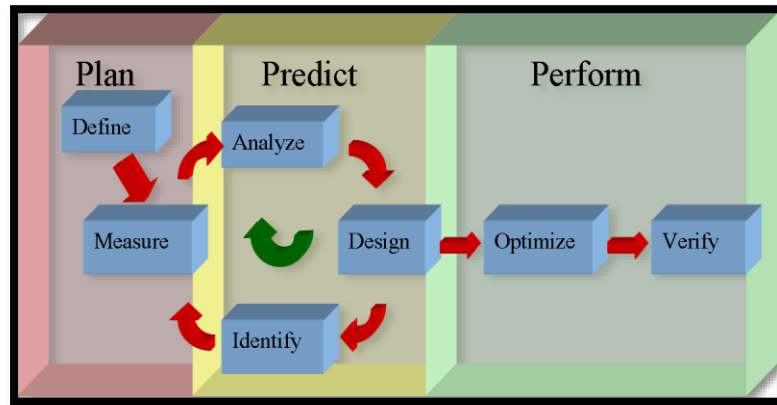 Plan
Predict
Perform
Define
Analyze
Measure
Design
Optimize
Verify
Identify